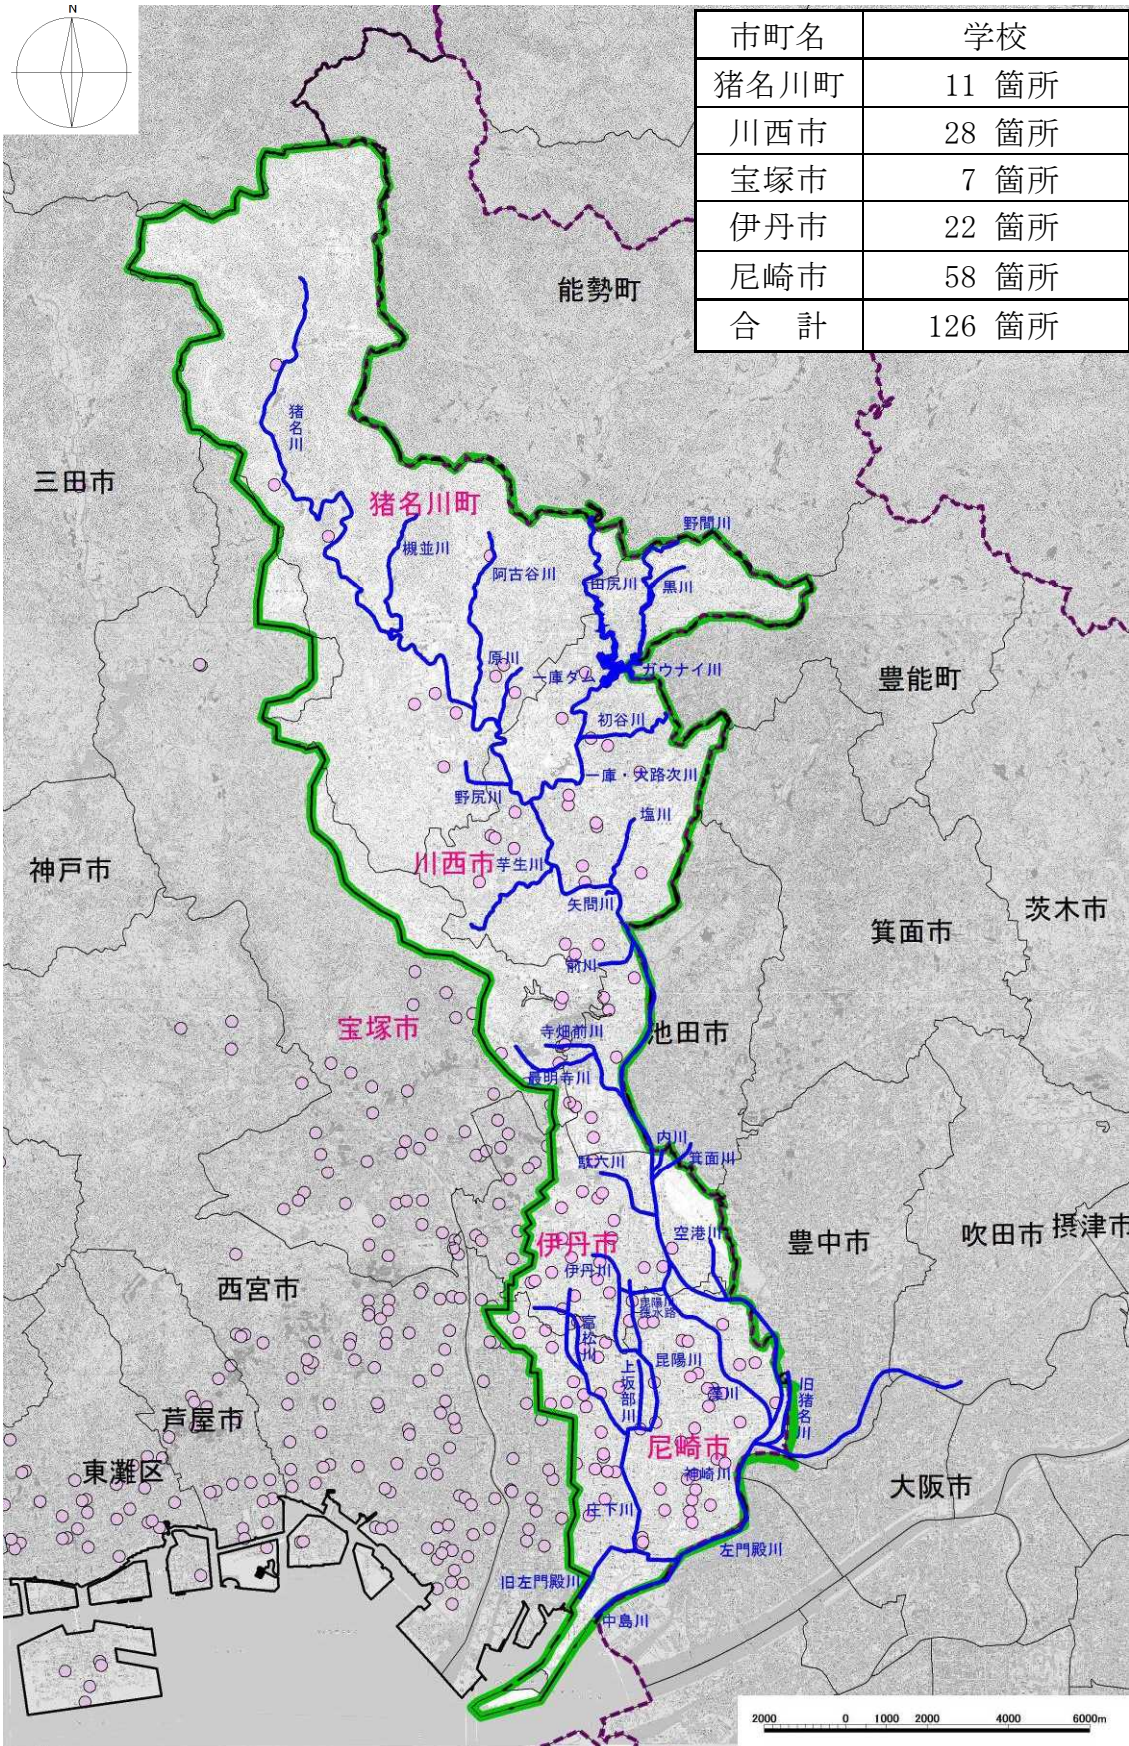 N
市町名 学校
猪名川町 11 箇所
川西市 28 箇所
宝塚市 7 箇所
伊丹市 22 箇所
尼崎市 58 箇所
合 計 126 箇所
能勢町
猪名川
三田市
猪名川町
野間川
槻並川
阿古谷川
田尻川
黒川
原川
一庫ダム
ガウナイ川
豊能町
初谷川
一庫・大路次川
野尻川
塩川
川西市
芋生川
神戸市
矢問川
茨木市
箕面市
前川
宝塚市
寺畑前川
池田市
最明寺川
内川
箕面川
駄六川
伊丹市
空港川
豊中市
吹田市
摂津市
伊丹川
西宮市
昆陽川
富松川
昆陽川
上坂部川
藻川
旧猪名川
芦屋市
尼崎市
東灘区
神崎川
大阪市
庄下川
左門殿川
旧左門殿川
中島川
2000 0 1000 2000 4000 6000m